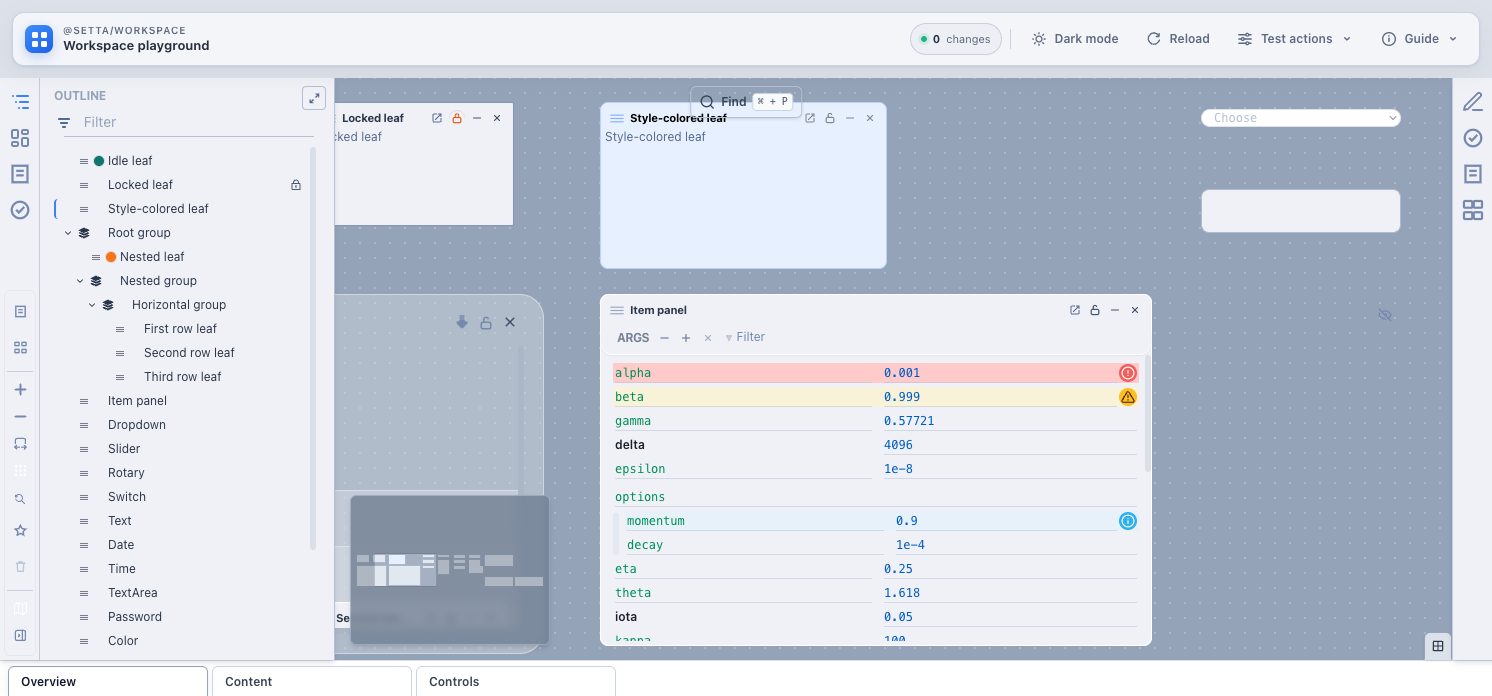 @SETTA/WORKSPACE
Workspace playground
0 changes
Dark mode
Reload
Test actions
Guide
OUTLINE
Filter
Idle leaf
Locked leaf
Style-colored leaf
Root group
Nested leaf
Nested group
Horizontal group
First row leaf
Second row leaf
Third row leaf
Item panel
Dropdown
Slider
Rotary
Switch
Text
Date
Time
TextArea
Password
Color
Locked leaf
cked leaf
Find ⌘ + P
Style-colored leaf
Style-colored leaf
Choose
Item panel
ARGS
Filter
alpha 0.001
beta 0.999
gamma 0.57721
delta 4096
epsilon 1e-8
options
momentum 0.9
decay 1e-4
eta 0.25
theta 1.618
iota 0.05
kappa 100
Se
Overview
Content
Controls